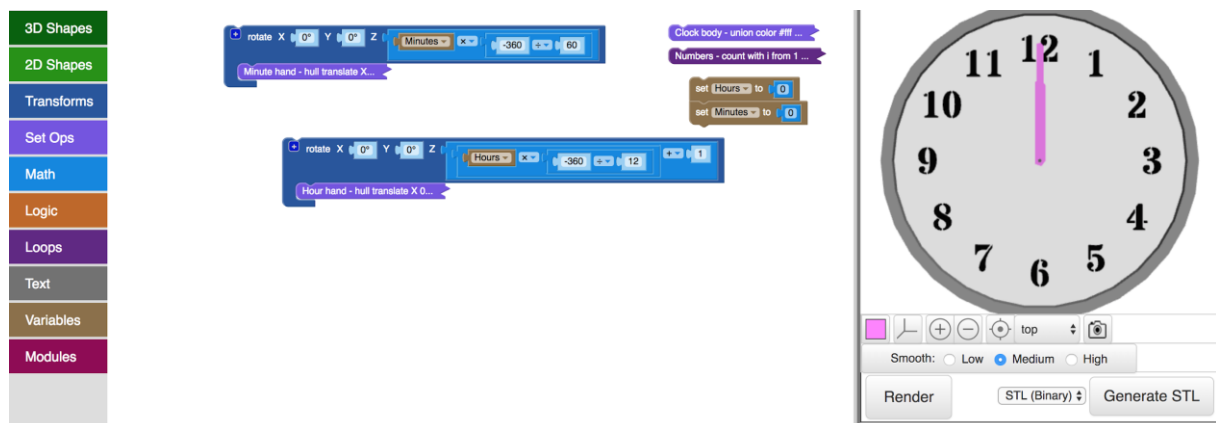 3D Shapes
2D Shapes
Transforms
Set Ops
Math
Logic
Loops
Text
Variables
Modules
rotate X 0° Y 0° Z Minutes × -360 ÷ 60
Minute hand - hull translate X...
rotate X 0° Y 0° Z Hours × -360 ÷ 12 + 1
Hour hand - hull translate X 0...
Clock body - union color #fff ...
Numbers - count with i from 1 ...
set Hours to 0
set Minutes to 0
12
11 1
10 2
9 3
8 4
7 5
6
top
Smooth: Low Medium High
Render STL (Binary) Generate STL